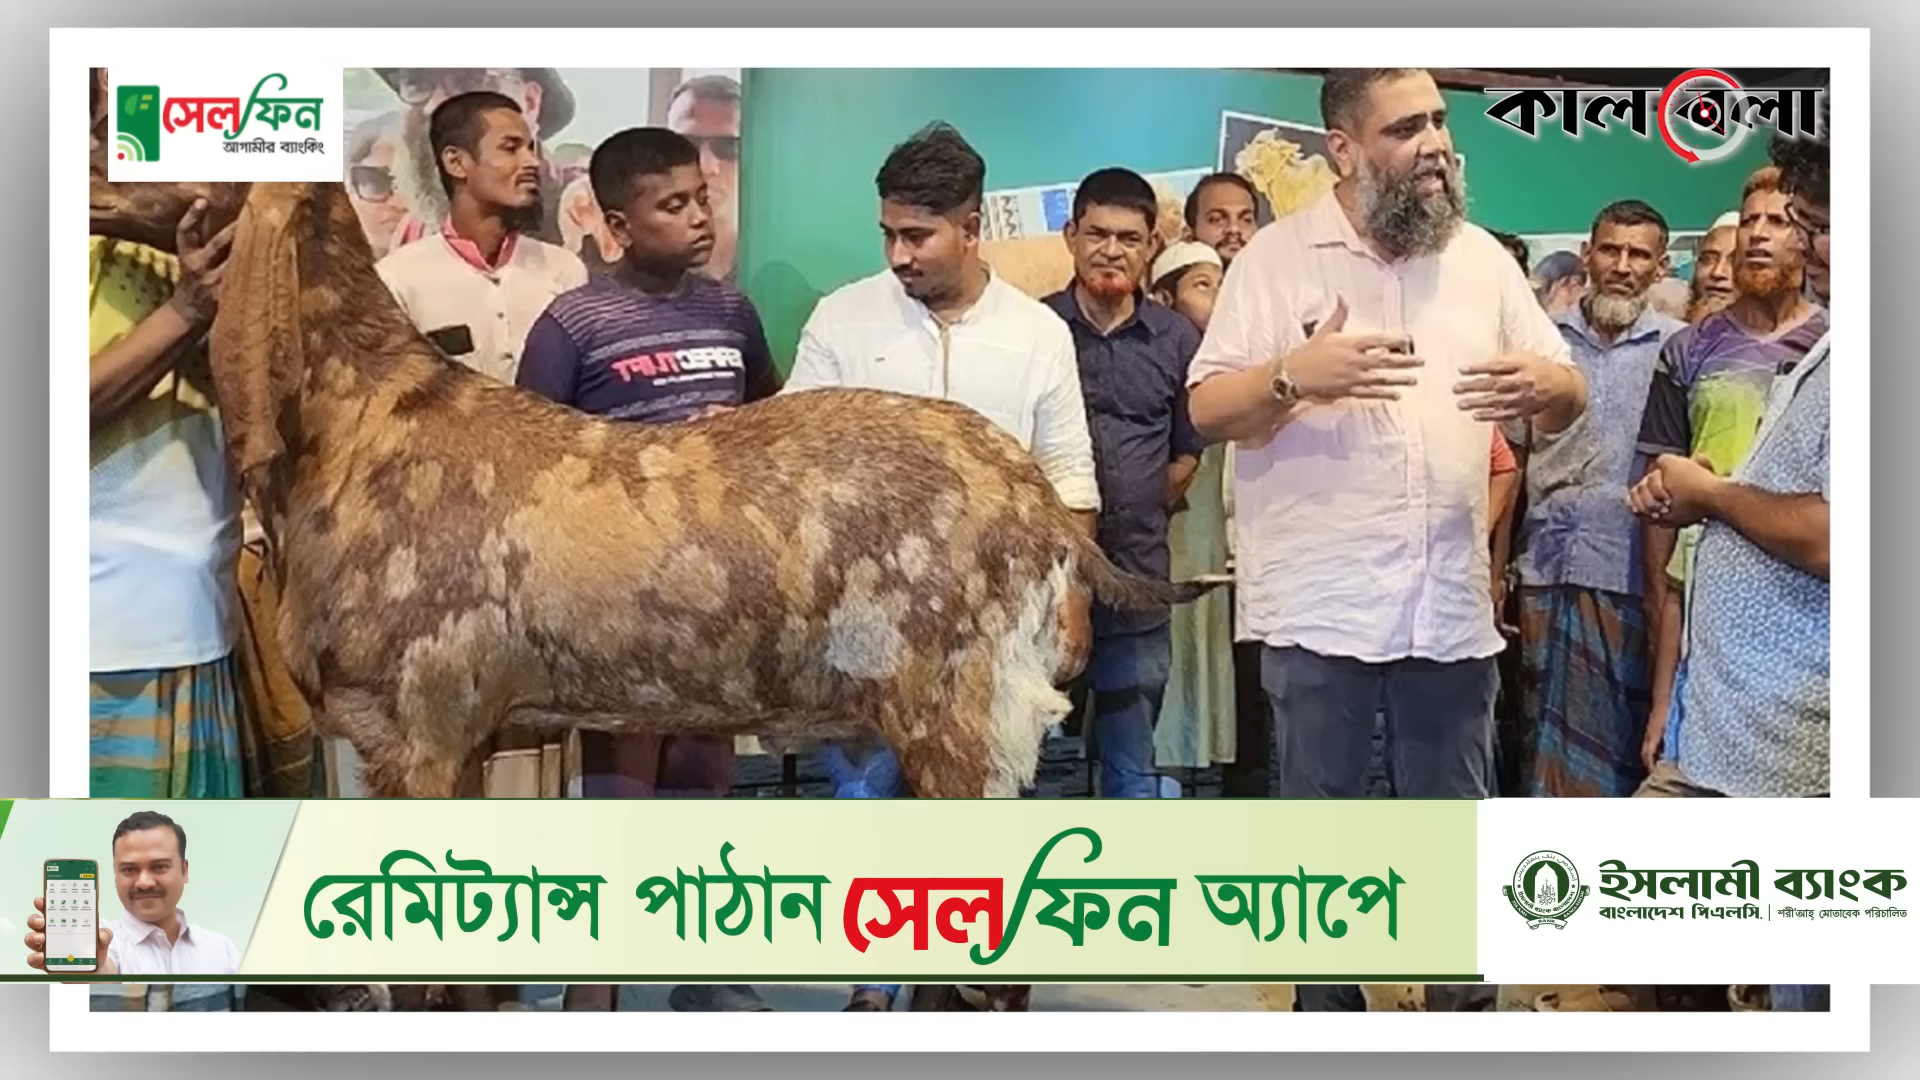 সেলফিন
আগামীর ব্যাংকিং
কালবেলা
রেমিট্যান্স পাঠান সেলফিন অ্যাপে
ইসলামী ব্যাংক
বাংলাদেশ পিএলসি. | শরী'আহ্ মোতাবেক পরিচালিত